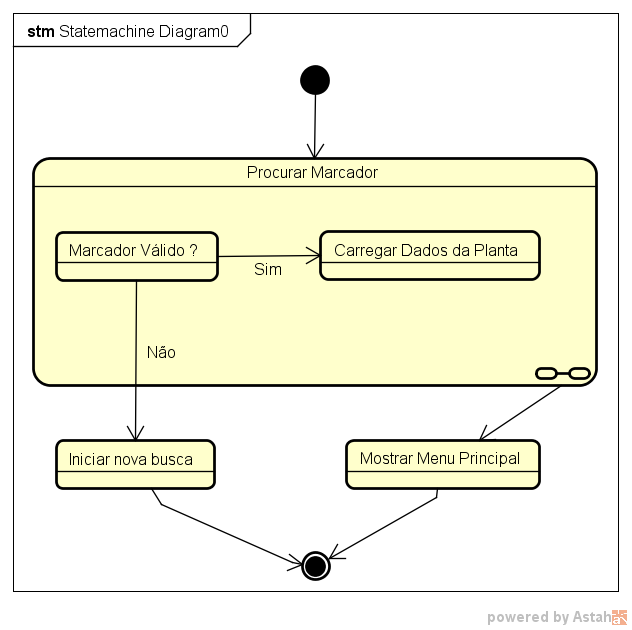 stm Statemachine Diagram0
Procurar Marcador
Marcador Válido ?
Carregar Dados da Planta
Sim
Não
Iniciar nova busca
Mostrar Menu Principal
powered by Astah